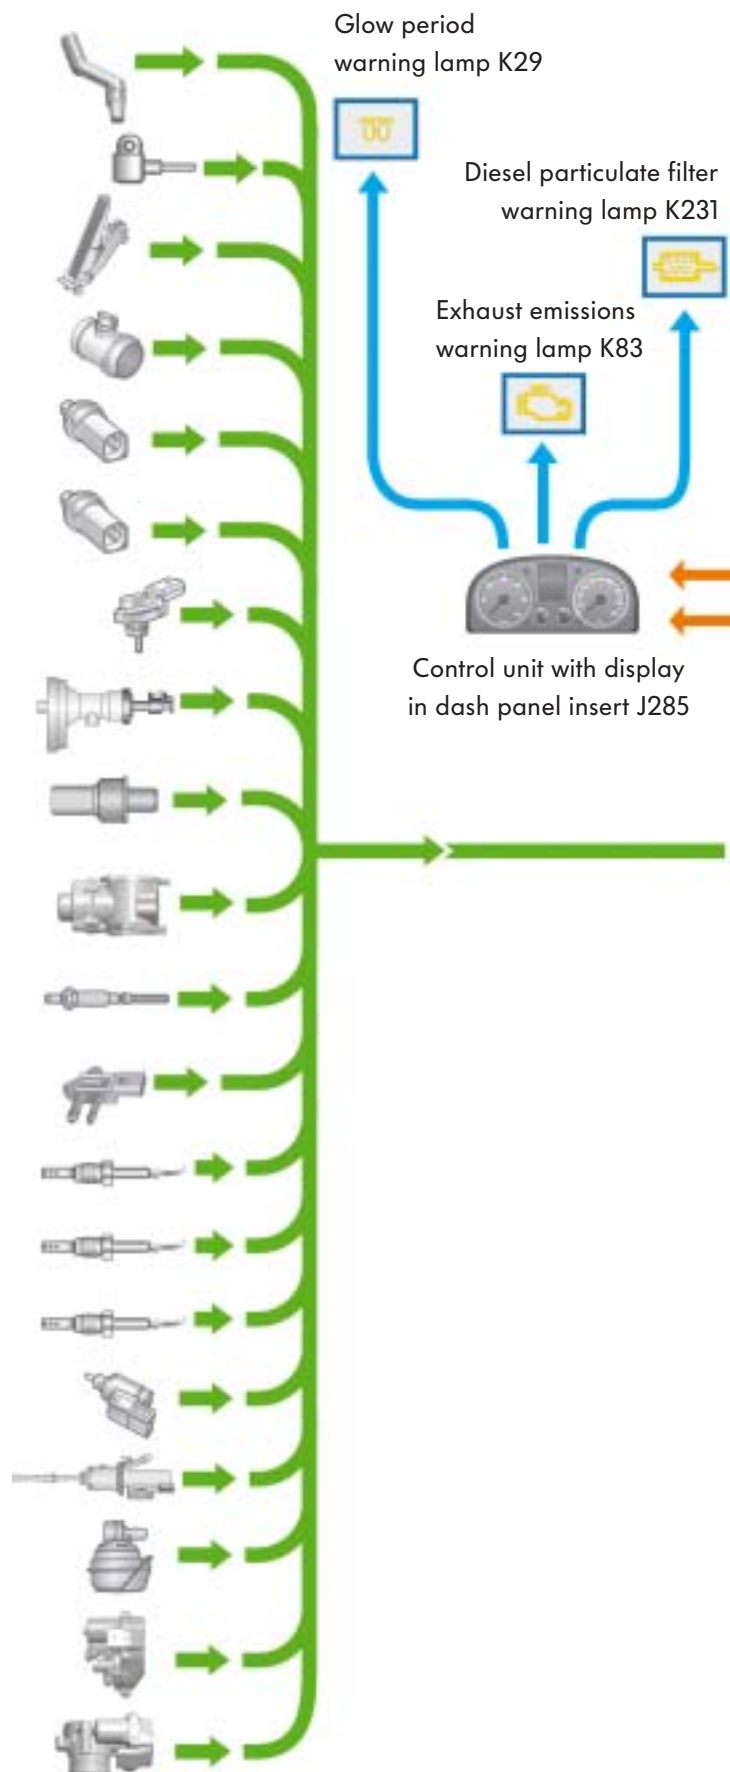 Glow period
warning lamp K29
Diesel particulate filter
warning lamp K231
Exhaust emissions
warning lamp K83
Control unit with display
in dash panel insert J285